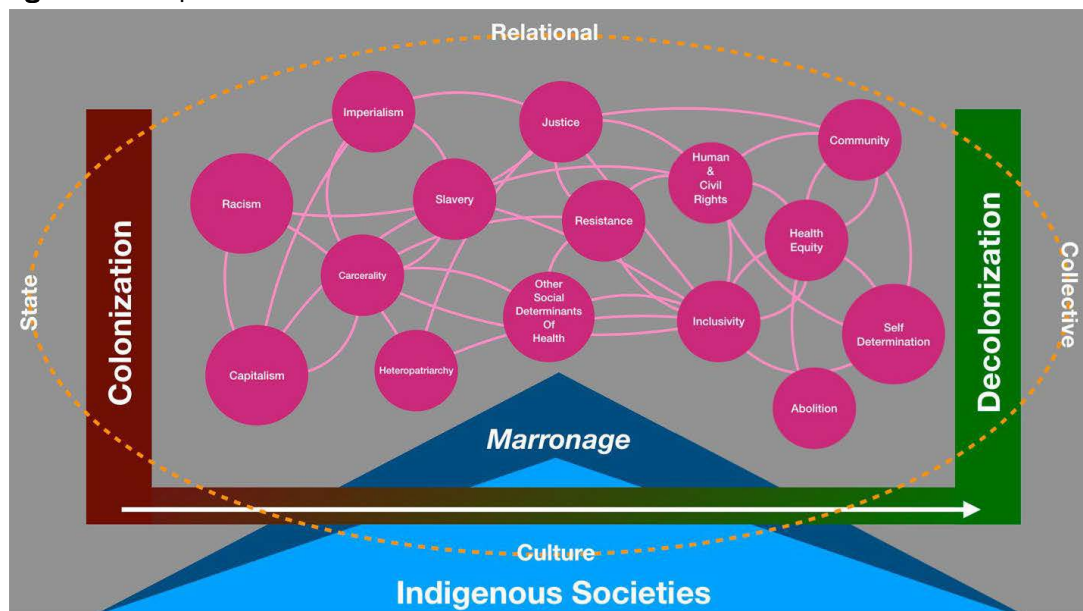 Relational
Imperialism
Justice
Community
Human
&
Civil
Rights
Racism
Slavery
Resistance
Health
Equity
Carcerality
Other
Social
Determinants
Of
Health
Inclusivity
Self
Determination
Capitalism
Heteropatriarchy
Abolition
State
Colonization
Decolonization
Collective
Marronage
Culture
Indigenous Societies